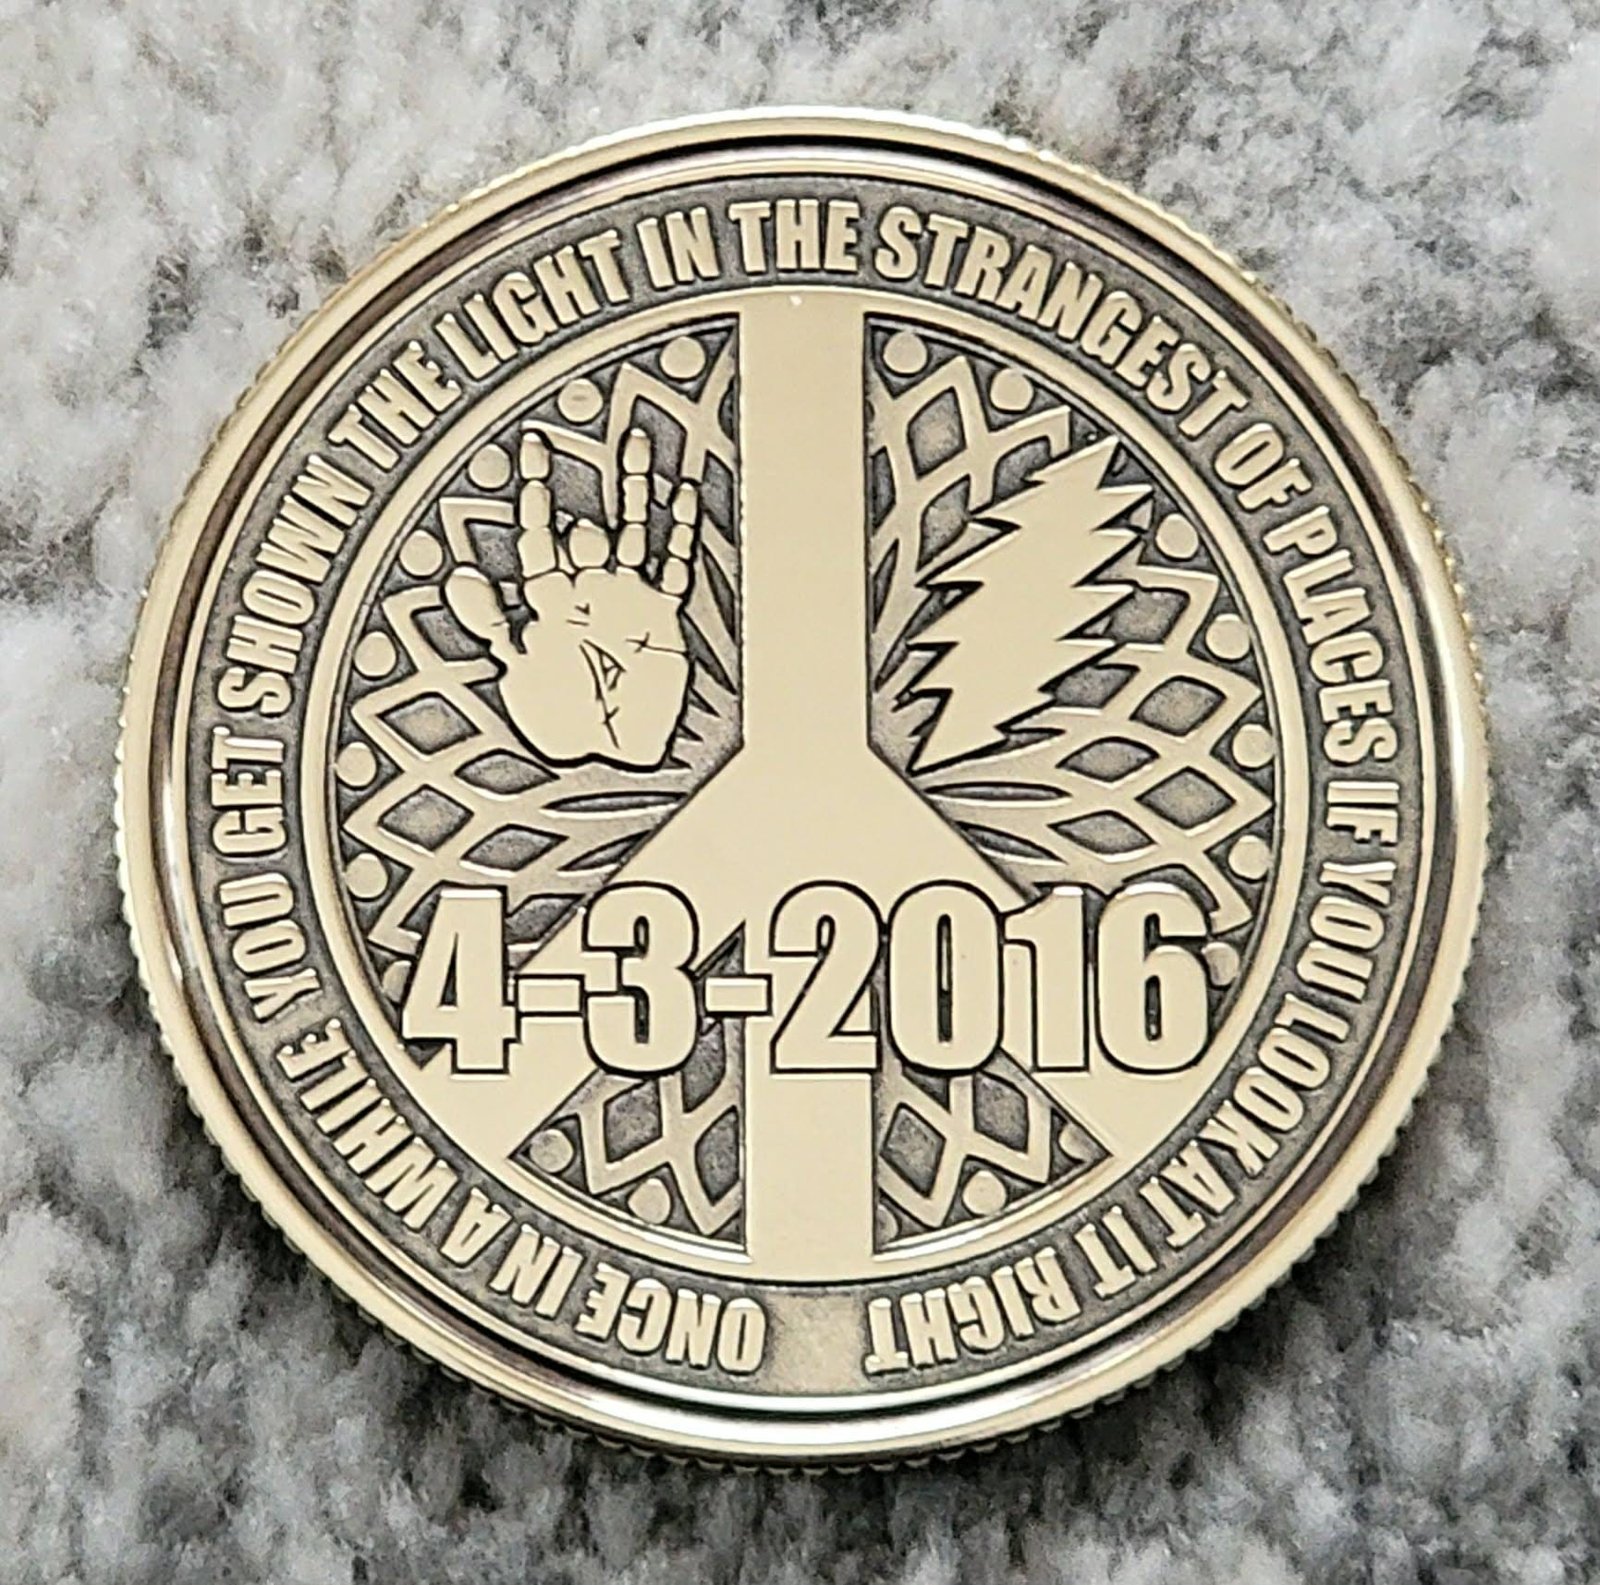 ONCE IN A WHILE YOU GET SHOWN THE LIGHT IN THE STRANGEST OF PLACES IF YOU LOOK AT IT RIGHT
4-3-2016